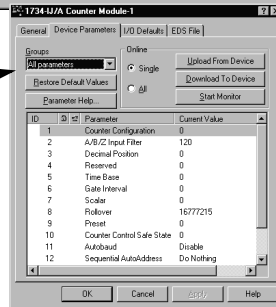 1734-IJ/A Counter Module-1
General Device Parameters I/O Defaults EDS File
Groups
All parameters
Restore Default Values
Parameter Help...
Online
Single
All
Upload From Device
Download To Device
Start Monitor
ID Parameter Current Value
1 Counter Configuration 0
2 A/B/Z Input Filter 120
3 Decimal Position 0
4 Reserved 0
5 Time Base 0
6 Gate Interval 0
7 Scalar 0
8 Rollover 16777215
9 Preset 0
10 Counter Control Safe State 0
11 Autobaud Disable
12 Sequential AutoAddress Do Nothing
OK Cancel Apply Help